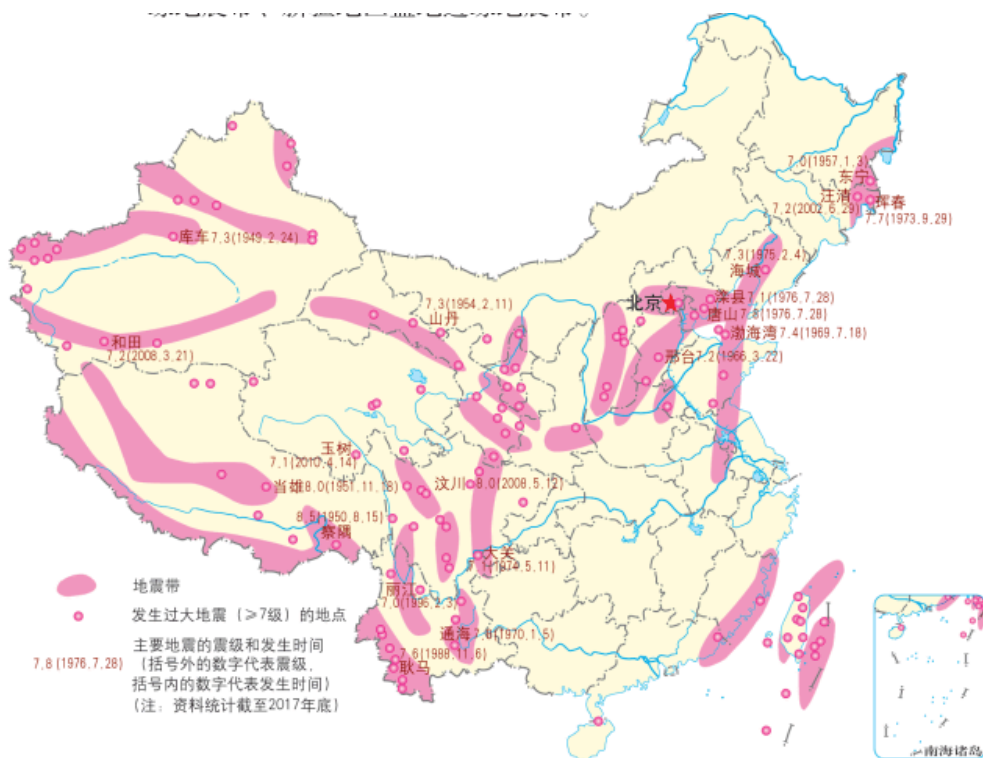 7.0(1957.1.3)
东宁
汪清
7.2(2002.6.29)
珲春
7.7(1973.9.29)
库车7.3(1949.2.24)
7.3(1975.2.4)
海城
北京
滦县7.1(1976.7.28)
唐山7.8(1976.7.28)
渤海湾7.4(1969.7.18)
7.3(1954.2.11)
山丹
和田
7.2(2008.3.21)
邢台7.2(1966.3.22)
玉树
7.1(2010.4.14)
当雄8.0(1951.11.18)
汶川8.0(2008.5.12)
8.5(1950.8.15)
察隅
大关
7.1(1974.5.11)
丽江
7.0(1996.2.3)
通海7.8(1970.1.5)
7.6(1988.11.6)
耿马
地震带
发生过大地震（≥7级）的地点
主要地震的震级和发生时间
7.8(1976.7.28)
（括号外的数字代表震级，
括号内的数字代表发生时间）
（注：资料统计截至2017年底）
南海诸岛